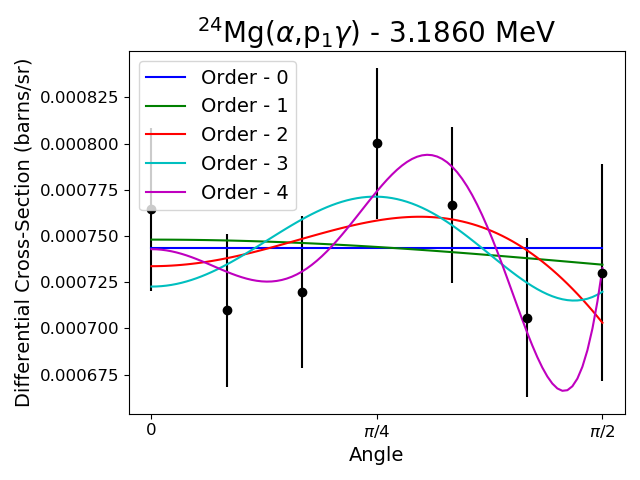 ²⁴Mg(α,p₁γ) - 3.1860 MeV
Order - 0
Order - 1
Order - 2
Order - 3
Order - 4
Differential Cross-Section (barns/sr)
0.000825
0.000800
0.000775
0.000750
0.000725
0.000700
0.000675
0
π/4
π/2
Angle